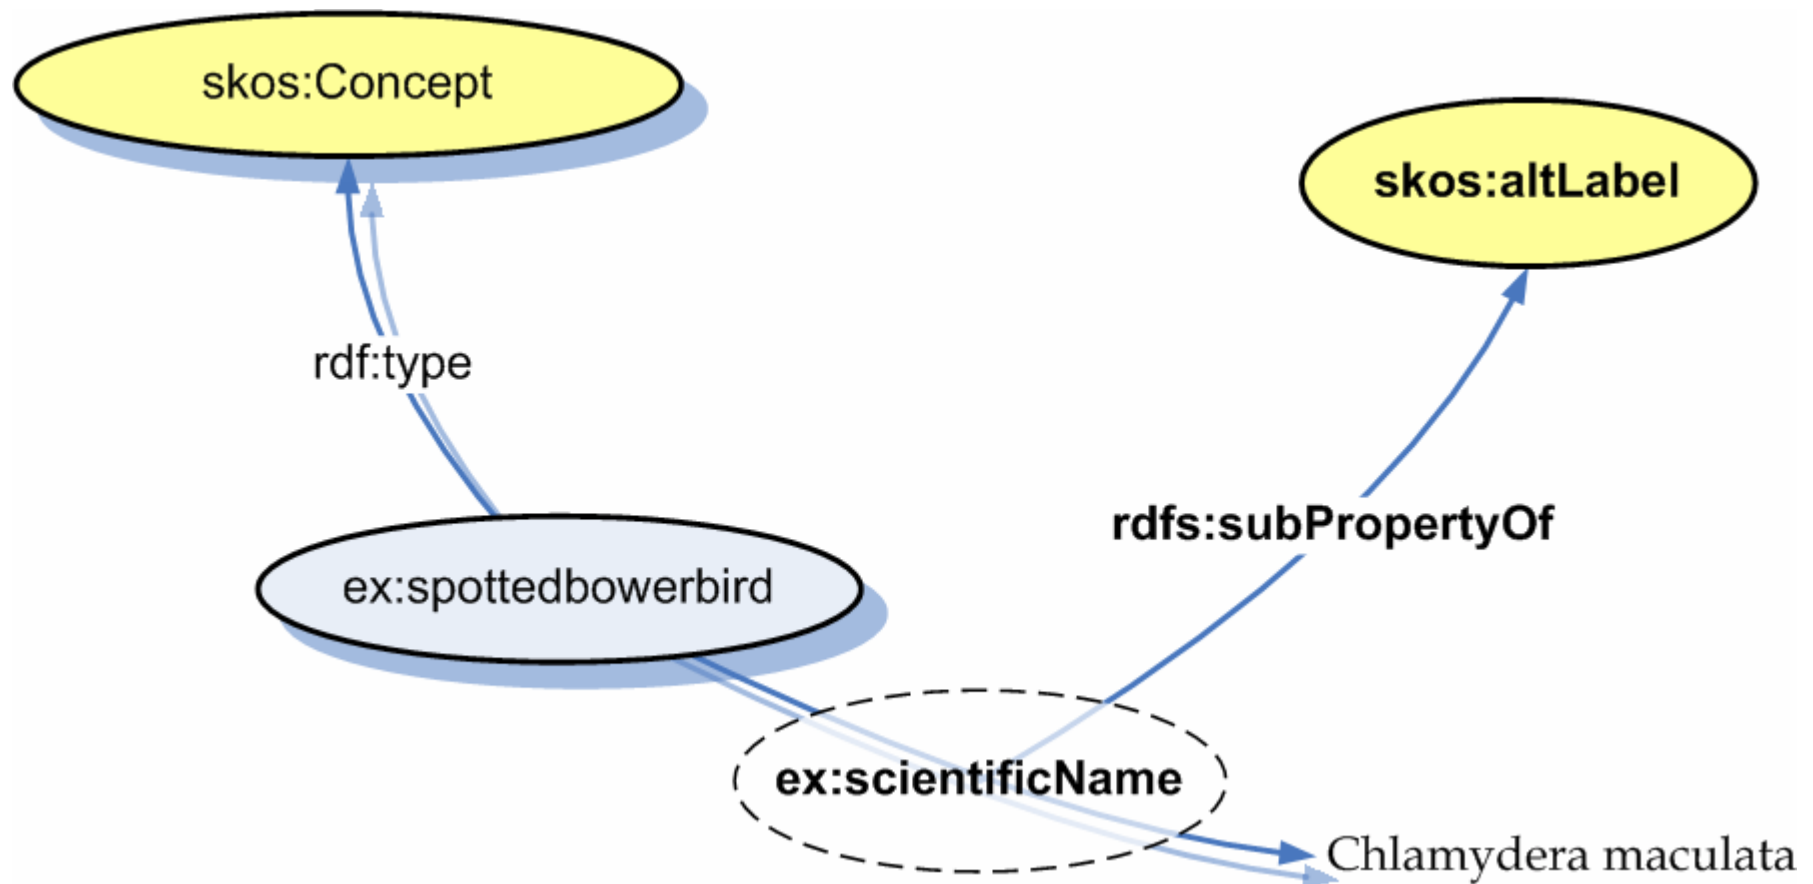 skos:Concept
skos:altLabel
rdf:type
rdfs:subPropertyOf
ex:spottedbowerbird
ex:scientificName
Chlamydera maculata